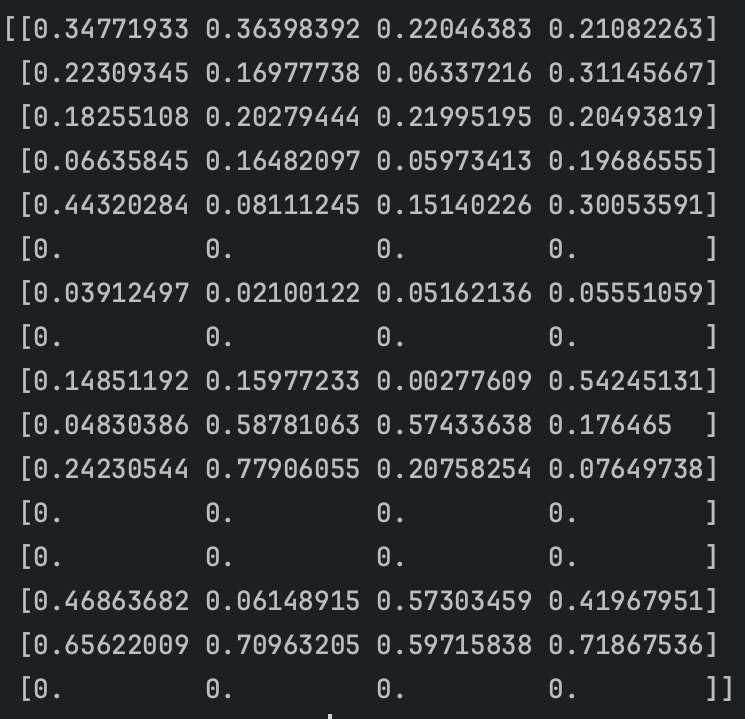 [[0.34771933 0.36398392 0.22046383 0.21082263]
 [0.22309345 0.16977738 0.06337216 0.31145667]
 [0.18255108 0.20279444 0.21995195 0.20493819]
 [0.06635845 0.16482097 0.05973413 0.19686555]
 [0.44320284 0.08111245 0.15140226 0.30053591]
 [0.         0.         0.         0.        ]
 [0.03912497 0.02100122 0.05162136 0.05551059]
 [0.         0.         0.         0.        ]
 [0.14851192 0.15977233 0.00277609 0.54245131]
 [0.04830386 0.58781063 0.57433638 0.176465  ]
 [0.24230544 0.77906055 0.20758254 0.07649738]
 [0.         0.         0.         0.        ]
 [0.         0.         0.         0.        ]
 [0.46863682 0.06148915 0.57303459 0.41967951]
 [0.65622009 0.70963205 0.59715838 0.71867536]
 [0.         0.         0.         0.        ]]